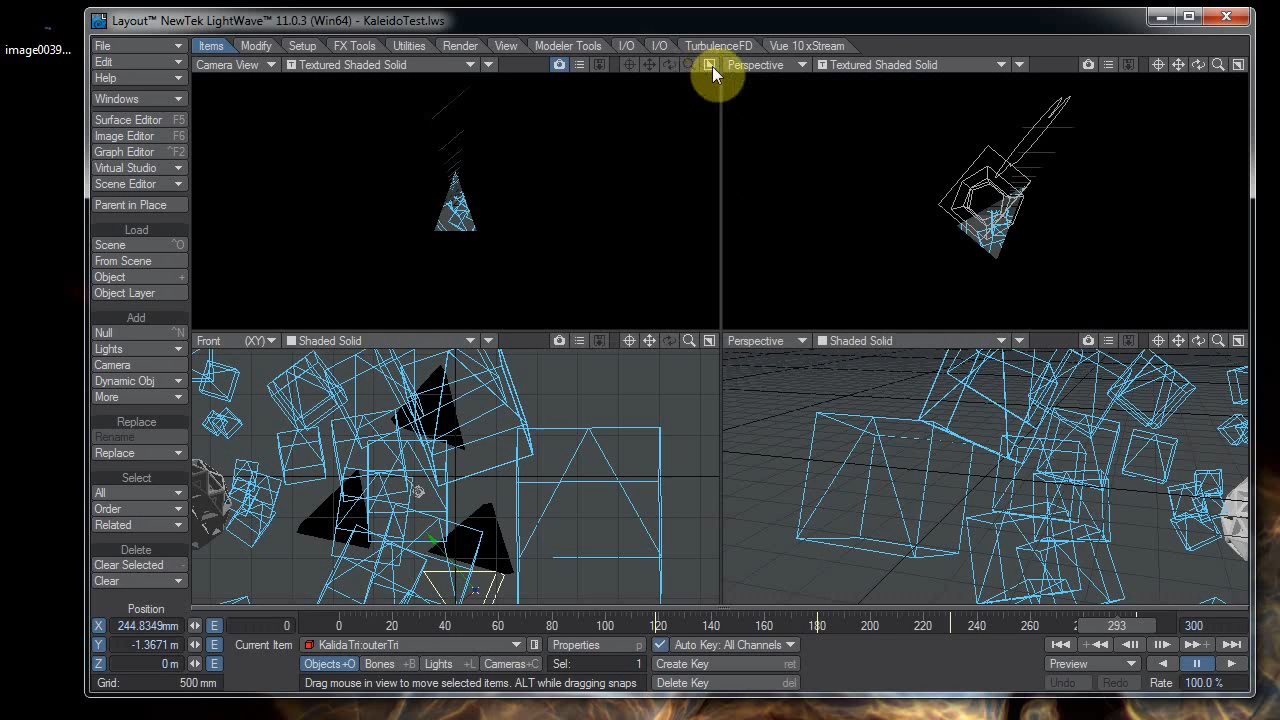 Layout™ NewTek LightWave™ 11.0.3 (Win64) - KaleidoTest.lws
image0039...
File
Items Modify Setup FX Tools Utilities Render View Modeler Tools I/O I/O TurbulenceFD Vue 10 xStream
Edit
Camera View T Textured Shaded Solid Perspective T Textured Shaded Solid
Help
Windows
Surface Editor F5
Image Editor F6
Graph Editor ^F2
Virtual Studio
Scene Editor
Parent in Place
Load
Scene ^O
From Scene
Object +
Object Layer
Add
Null ^N
Front (XY) Shaded Solid Perspective Shaded Solid
Lights
Camera
Dynamic Obj
More
Replace
Rename
Replace
Select
All
Order
Related
Delete
Clear Selected -
Clear
Position
X 244.8349mm E 0 0 20 40 60 80 100 120 140 160 180 200 220 240 260 293 300
Y -1.3671 m E Current Item KalidaTri:outerTri Properties p Auto Key: All Channels
Z 0 m E Objects+O Bones +B Lights +L Cameras+C Sel: 1 Create Key ret Preview
Grid: 500 mm Drag mouse in view to move selected items. ALT while dragging snaps Delete Key del Undo Redo Rate 100.0 %